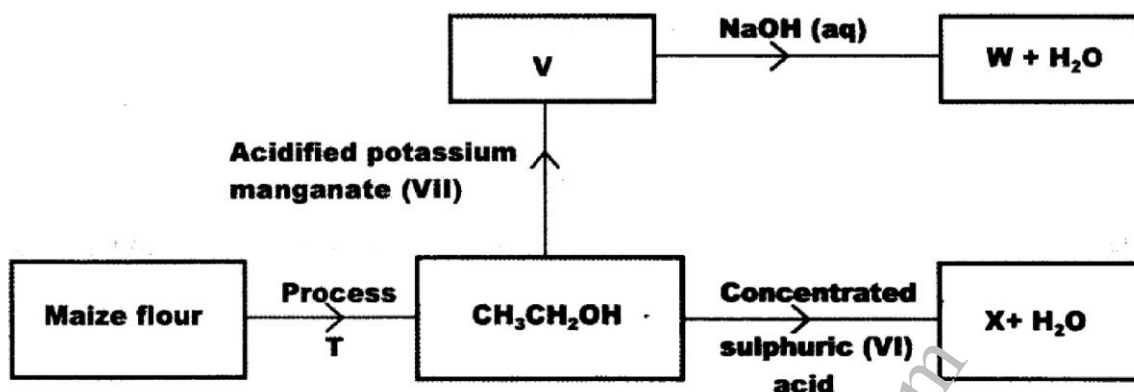 NaOH (aq)
V
W + H₂O
Acidified potassium
manganate (Vii)
Process
Concentrated
Maize flour
CH₃CH₂OH
X+ H₂O
T
sulphuric (VI)
acid